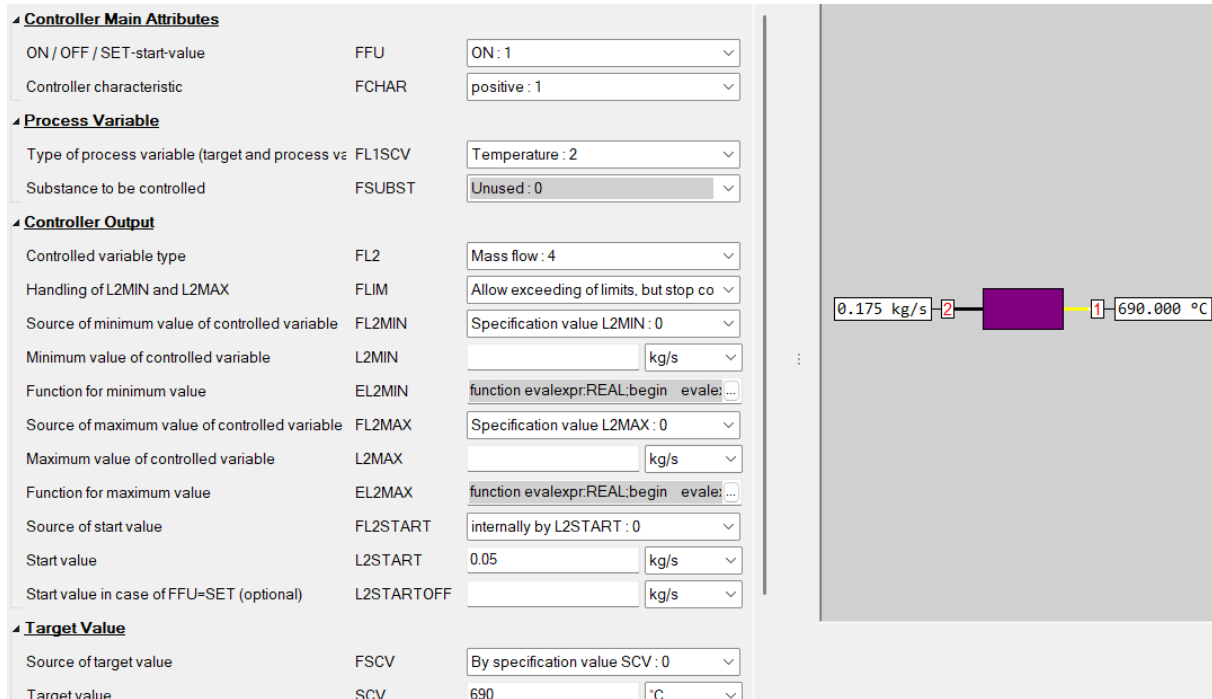 Controller Main Attributes
ON / OFF / SET-start-value FFU ON : 1
Controller characteristic FCHAR positive : 1
Process Variable
Type of process variable (target and process va FL1SCV Temperature : 2
Substance to be controlled FSUBST Unused : 0
Controller Output
Controlled variable type FL2 Mass flow : 4
Handling of L2MIN and L2MAX FLIM Allow exceeding of limits, but stop co
Source of minimum value of controlled variable FL2MIN Specification value L2MIN : 0
Minimum value of controlled variable L2MIN kg/s
Function for minimum value EL2MIN function evalexpr:REAL;begin evalex ...
Source of maximum value of controlled variable FL2MAX Specification value L2MAX : 0
Maximum value of controlled variable L2MAX kg/s
Function for maximum value EL2MAX function evalexpr:REAL;begin evalex ...
Source of start value FL2START internally by L2START : 0
Start value L2START 0.05 kg/s
Start value in case of FFU=SET (optional) L2STARTOFF kg/s
Target Value
Source of target value FSCV By specification value SCV : 0
Target value SCV 690 °C
0.175 kg/s 2 1 690.000 °C